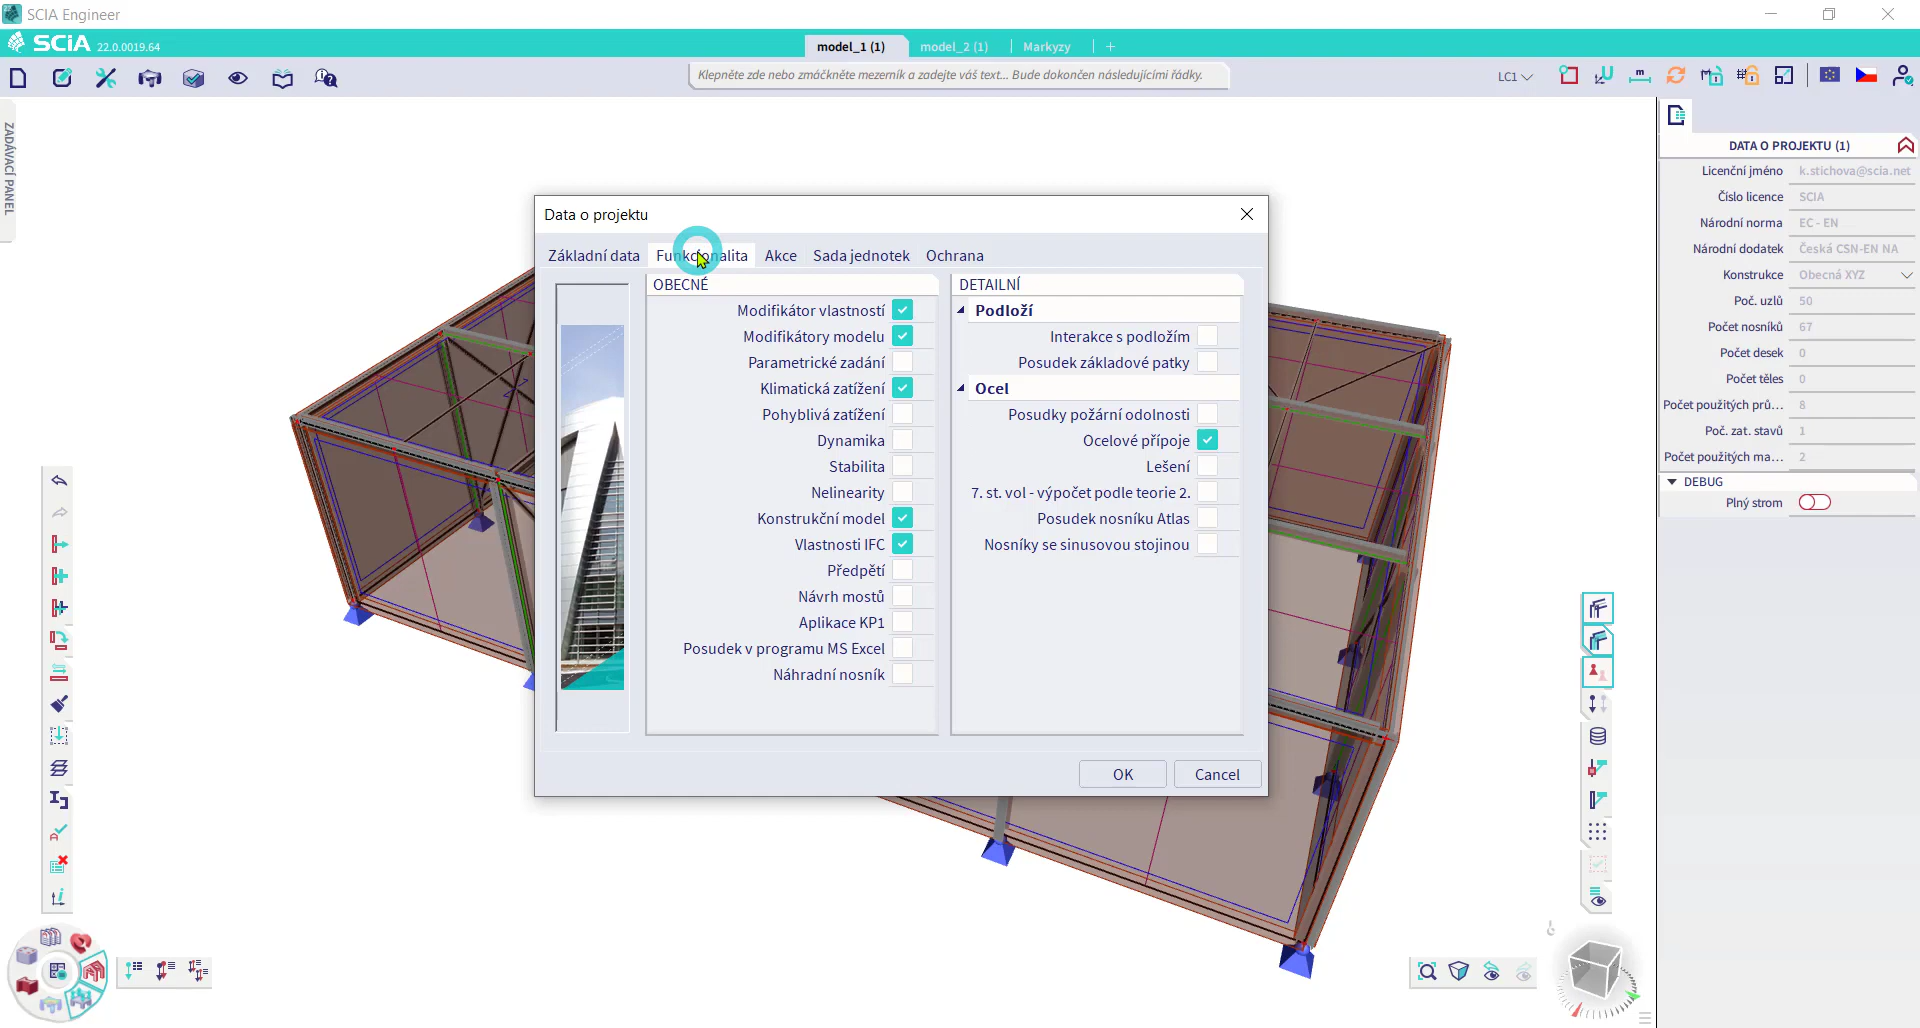 SCIA Engineer
SCiA 22.0.0019.64
model_1 (1)
model_2 (1)
Markyzy
+
Klepněte zde nebo zmáčkněte mezerník a zadejte váš text... Bude dokončen následujícími řádky.
LC1
ZADÁVACÍ PANEL
Data o projektu
Základní data
Funkcionalita
Akce
Sada jednotek
Ochrana
OBECNÉ
Modifikátor vlastností
Modifikátory modelu
Parametrické zadání
Klimatická zatížení
Pohyblivá zatížení
Dynamika
Stabilita
Nelinearity
Konstrukční model
Vlastnosti IFC
Předpětí
Návrh mostů
Aplikace KP1
Posudek v programu MS Excel
Náhradní nosník
DETAILNÍ
Podloží
Interakce s podložím
Posudek základové patky
Ocel
Posudky požární odolnosti
Ocelové přípoje
Lešení
7. st. vol - výpočet podle teorie 2.
Posudek nosníku Atlas
Nosníky se sinusovou stojinou
OK
Cancel
DATA O PROJEKTU (1)
Licenční jméno k.stichova@scia.net
Číslo licence SCIA
Národní norma EC - EN
Národní dodatek Česká CSN-EN NA
Konstrukce Obecná XYZ
Poč. uzlů 50
Počet nosníků 67
Počet desek 0
Počet těles 0
Počet použitých prů... 8
Poč. zat. stavů 1
Počet použitých ma... 2
DEBUG
Plný strom